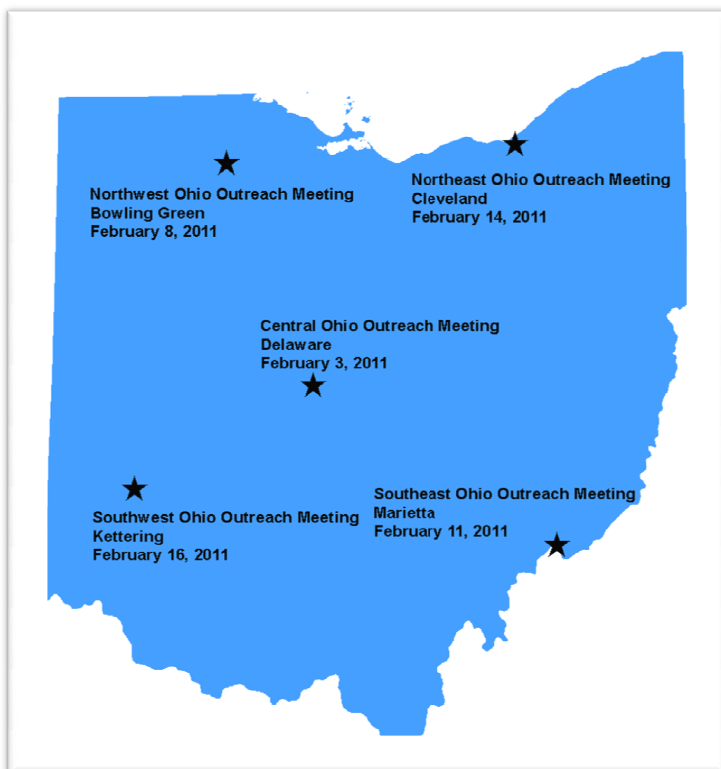 Northwest Ohio Outreach Meeting
Bowling Green
February 8, 2011
Northeast Ohio Outreach Meeting
Cleveland
February 14, 2011
Central Ohio Outreach Meeting
Delaware
February 3, 2011
Southwest Ohio Outreach Meeting
Kettering
February 16, 2011
Southeast Ohio Outreach Meeting
Marietta
February 11, 2011